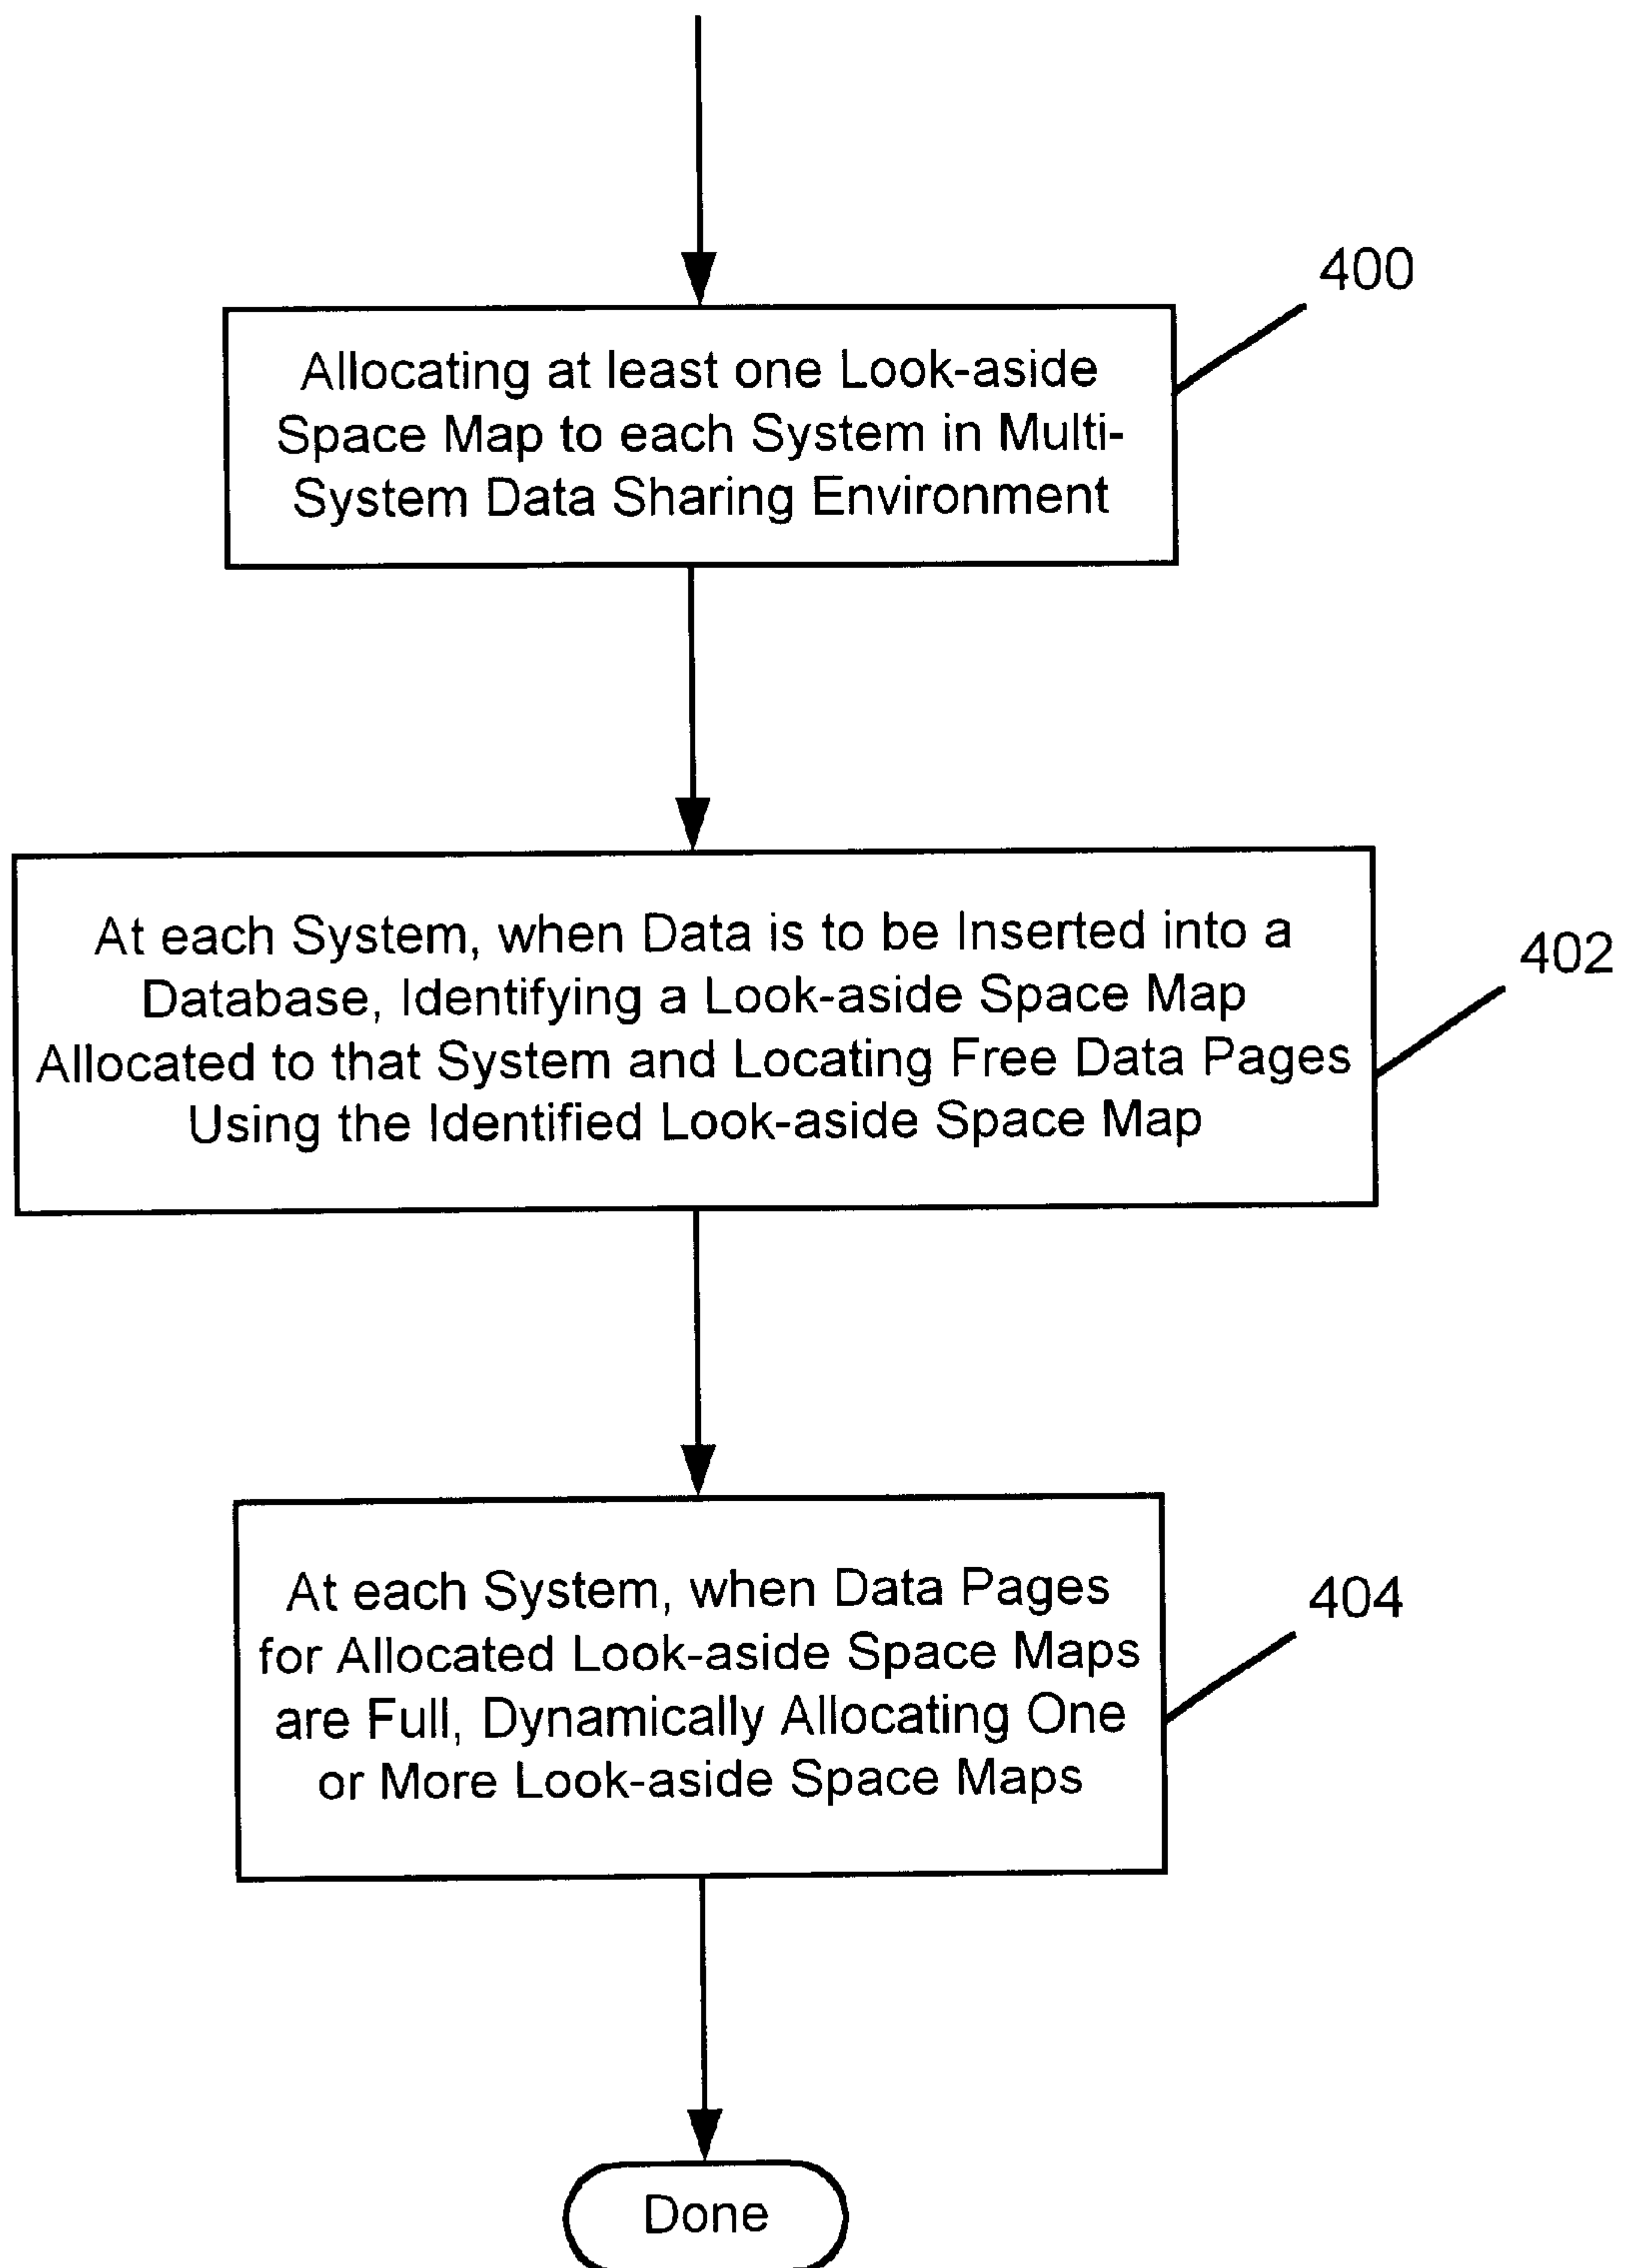 400
Allocating at least one Look-aside
Space Map to each System in Multi-
System Data Sharing Environment
402
At each System, when Data is to be Inserted into a
Database, Identifying a Look-aside Space Map
Allocated to that System and Locating Free Data Pages
Using the Identified Look-aside Space Map
404
At each System, when Data Pages
for Allocated Look-aside Space Maps
are Full, Dynamically Allocating One
or More Look-aside Space Maps
Done